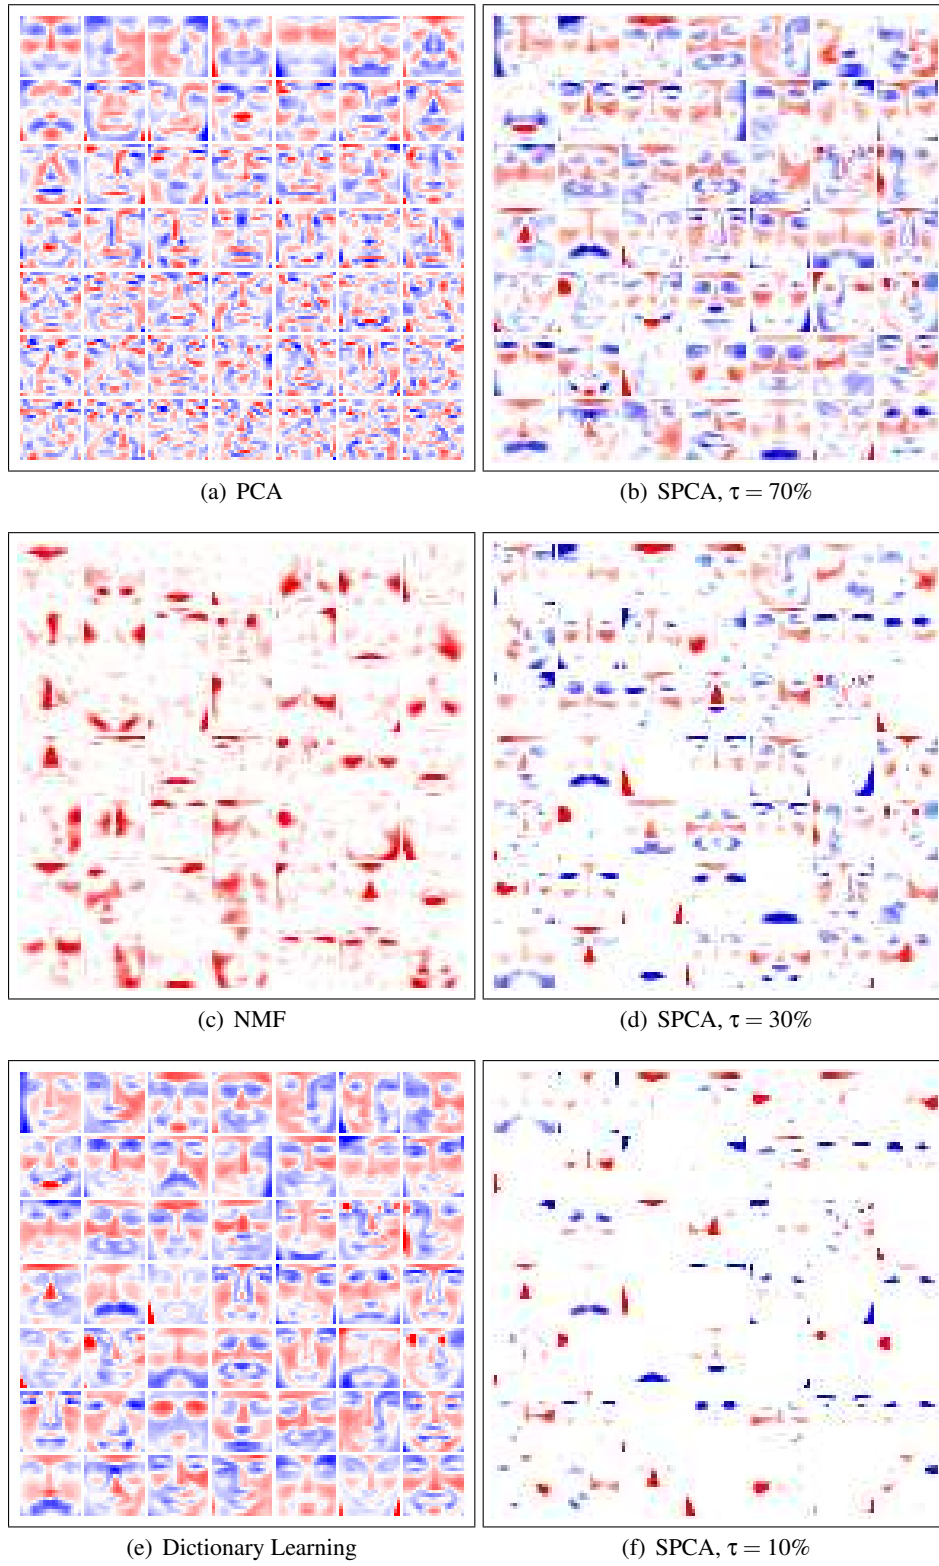 (a) PCA
(b) SPCA, τ = 70%
(c) NMF
(d) SPCA, τ = 30%
(e) Dictionary Learning
(f) SPCA, τ = 10%